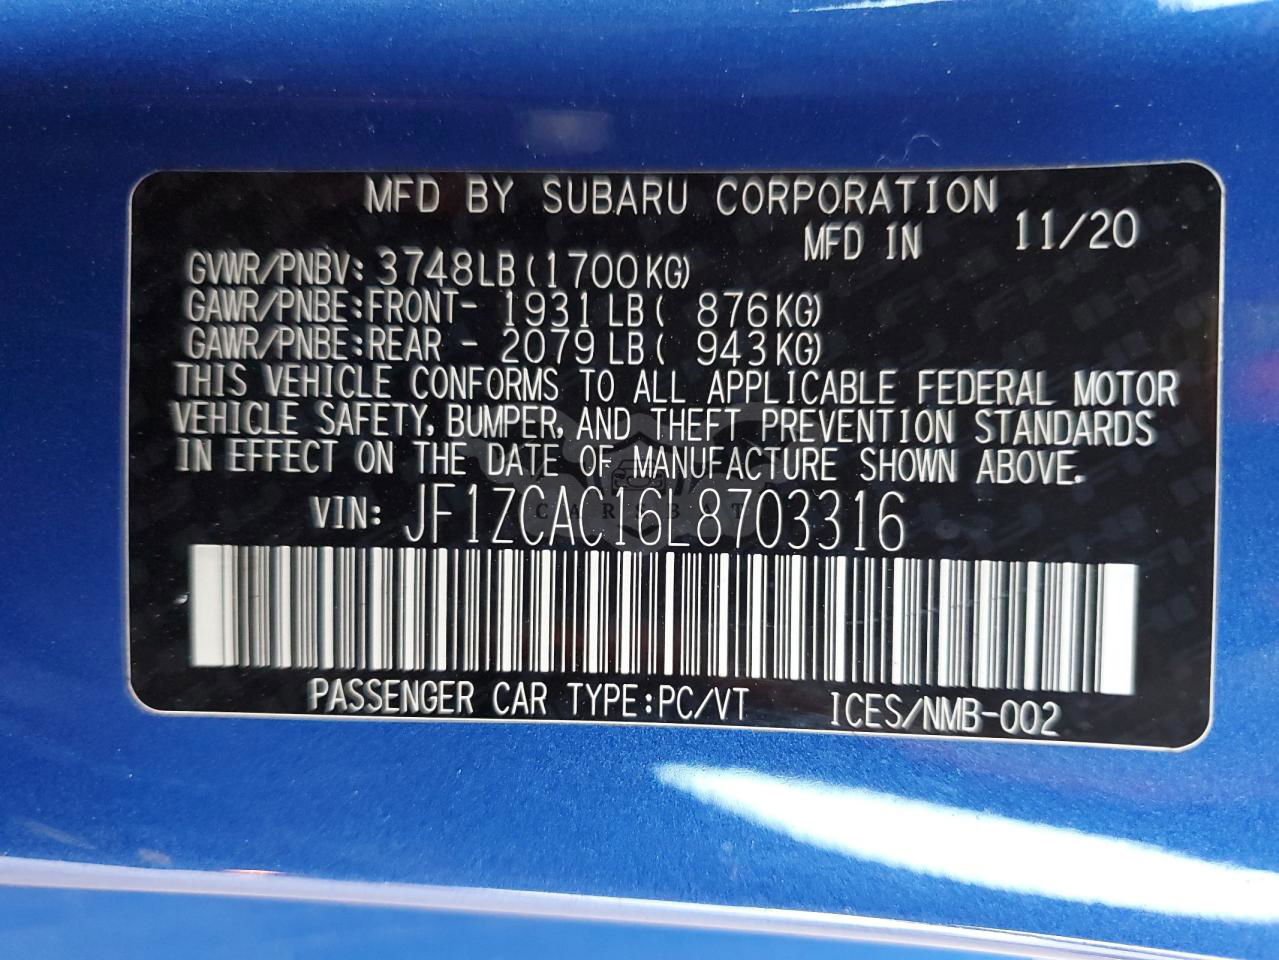 MFD BY SUBARU CORPORATION
MFD IN 11/20
GVWR/PNBV: 3748LB(1700KG)
GAWR/PNBE:FRONT- 1931LB( 876KG)
GAWR/PNBE:REAR - 2079LB( 943KG)
THIS VEHICLE CONFORMS TO ALL APPLICABLE FEDERAL MOTOR
VEHICLE SAFETY, BUMPER, AND THEFT PREVENTION STANDARDS
IN EFFECT ON THE DATE OF MANUFACTURE SHOWN ABOVE.
VIN: JF1ZCAC16L8703316
PASSENGER CAR TYPE:PC/VT ICES/NMB-002